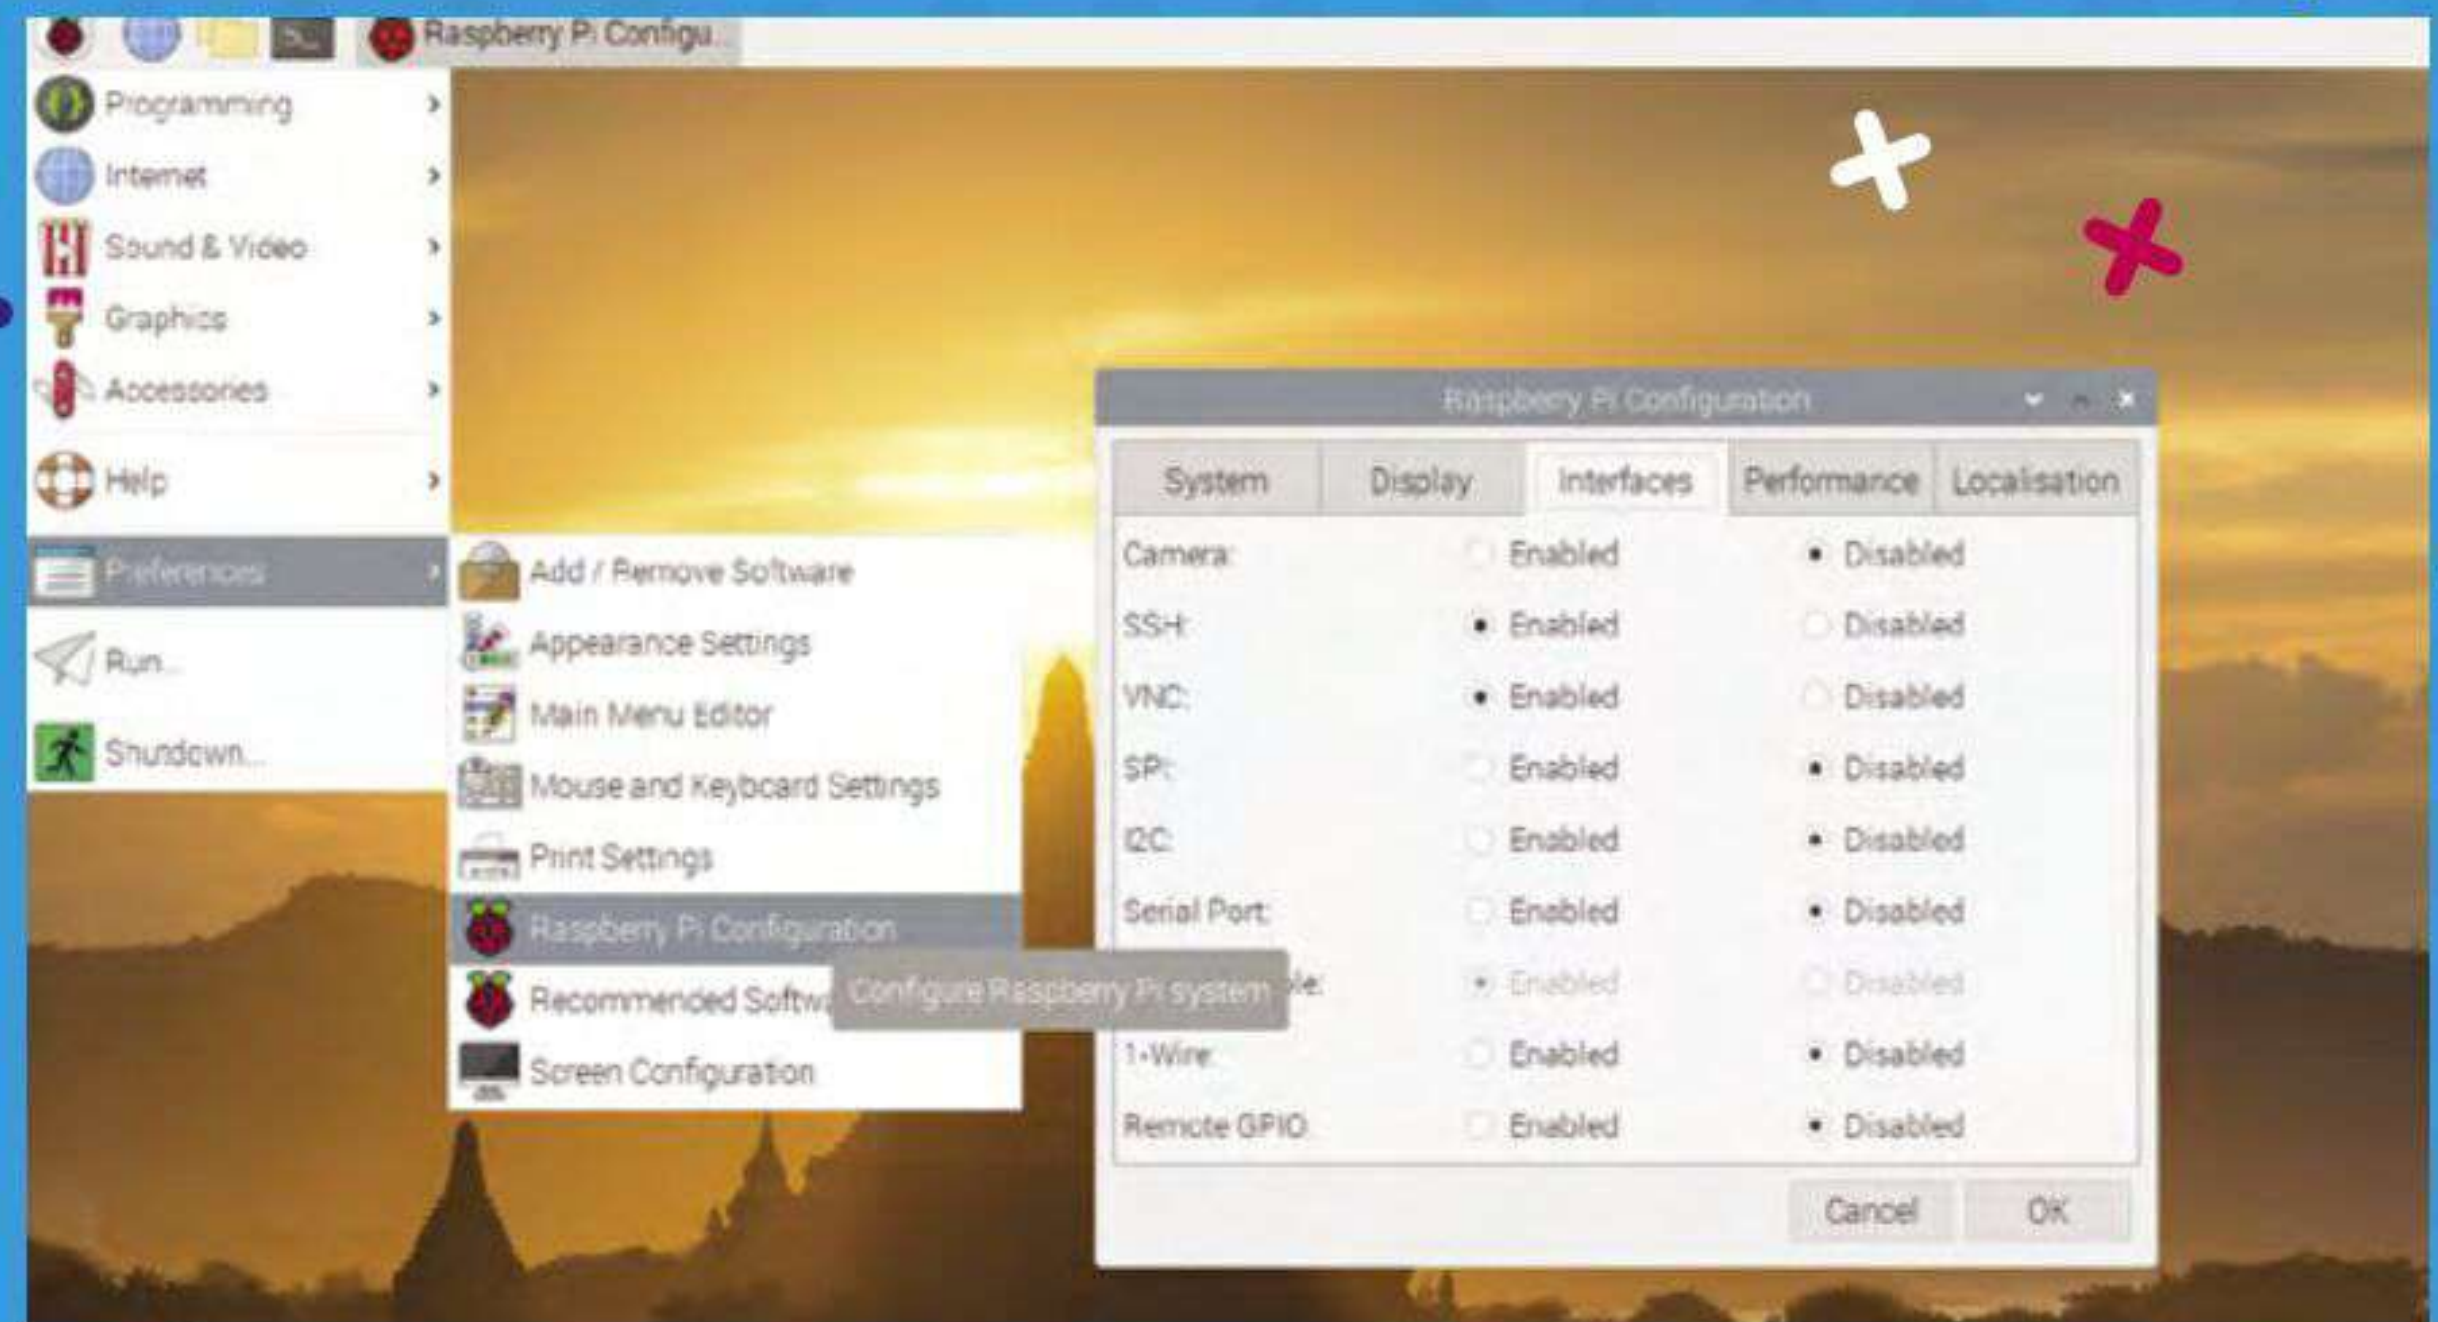 Raspberry Pi Configu...
Programming
Internet
Sound & Video
Graphics
Accessories
Help
Preferences
Run...
Shutdown...
Add / Remove Software
Appearance Settings
Main Menu Editor
Mouse and Keyboard Settings
Print Settings
Raspberry Pi Configuration
Recommended Softwa
Screen Configuration
Configure Raspberry Pi system
Raspberry Pi Configuration
System Display Interfaces Performance Localisation
Camera: Enabled Disabled
SSH: Enabled Disabled
VNC: Enabled Disabled
SPI: Enabled Disabled
I2C: Enabled Disabled
Serial Port: Enabled Disabled
le: Enabled Disabled
1-Wire: Enabled Disabled
Remote GPIO: Enabled Disabled
Cancel OK